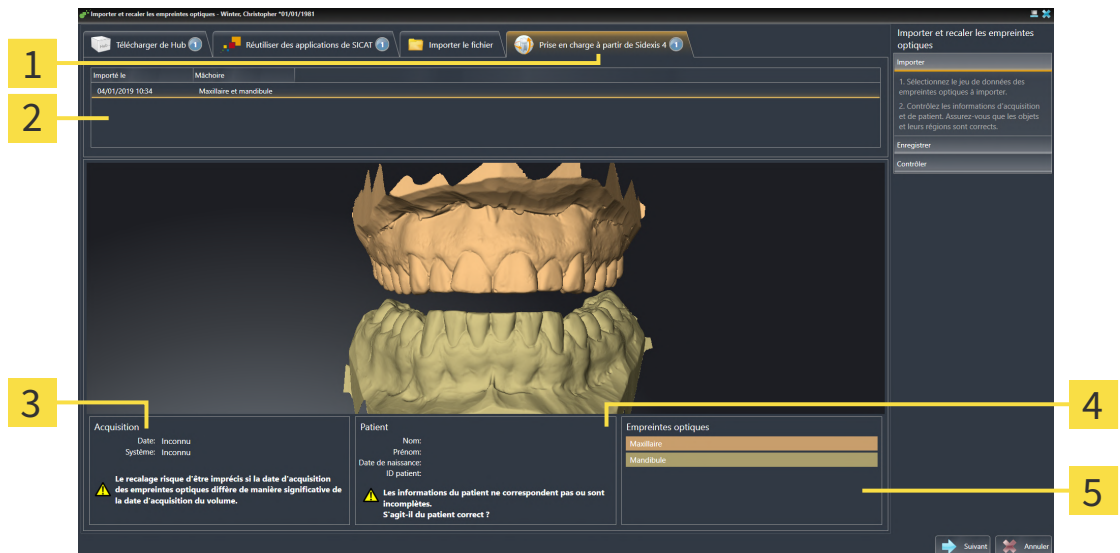 Importer et recaler les empreintes optiques - Winter, Christopher *01/01/1981
Télécharger de Hub 1
Réutiliser des applications de SICAT 1
Importer le fichier
Prise en charge à partir de Sidexis 4 1
Importé le Mâchoire
04/01/2019 10:34 Maxillaire et mandibule
1
2
3
4
5
Acquisition
Date: Inconnu
Système: Inconnu
Le recalage risque d'être imprécis si la date d'acquisition
des empreintes optiques diffère de manière significative de
la date d'acquisition du volume.
Patient
Nom:
Prénom:
Date de naissance:
ID patient:
Les informations du patient ne correspondent pas ou sont
incomplètes.
S'agit-il du patient correct ?
Empreintes optiques
Maxillaire
Mandibule
Importer et recaler les empreintes
optiques
Importer
1. Sélectionnez le jeu de données des
empreintes optiques à importer.
2. Contrôlez les informations d'acquisition
et de patient. Assurez-vous que les objets
et leurs régions sont corrects.
Enregistrer
Contrôler
Suivant
Annuler